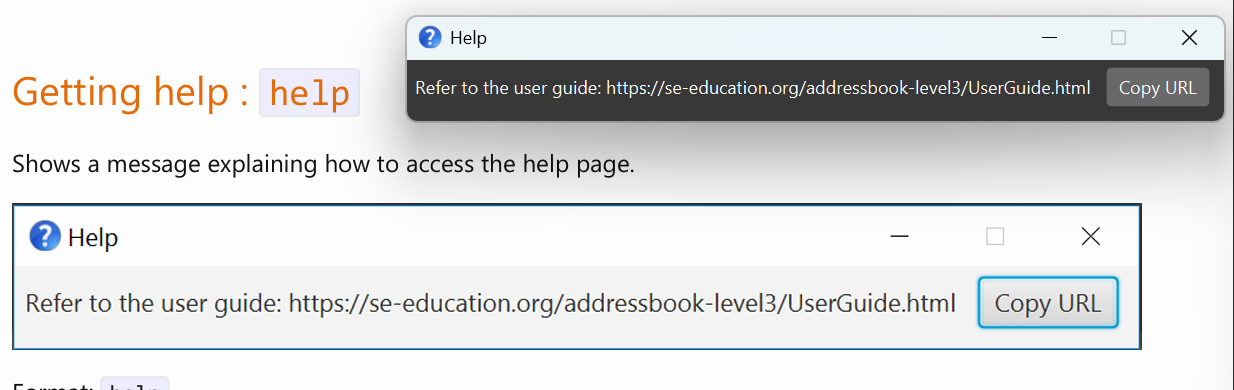 Help
Refer to the user guide: https://se-education.org/addressbook-level3/UserGuide.html Copy URL
Getting help : help
Shows a message explaining how to access the help page.
Help
Refer to the user guide: https://se-education.org/addressbook-level3/UserGuide.html Copy URL
Format: help